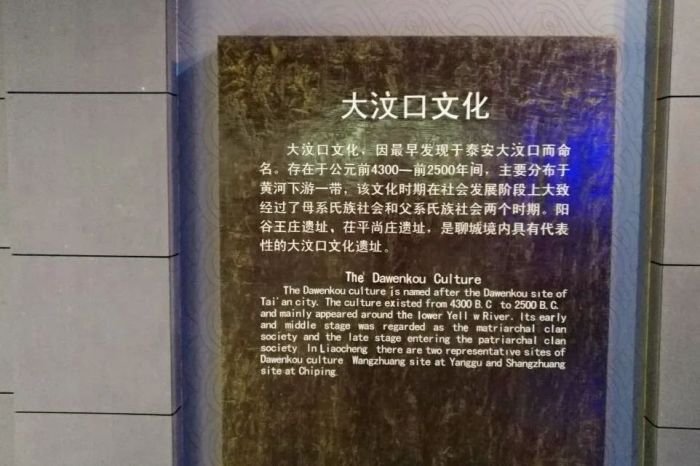 大汶口文化
大汶口文化，因最早发现于泰安大汶口而命
名。存在于公元前4300—前2500年间，主要分布于
黄河下游一带，该文化时期在社会发展阶段上大致
经过了母系氏族社会和父系氏族社会两个时期。阳
谷王庄遗址、茌平尚庄遗址，是聊城境内具有代表
性的大汶口文化遗址。
The Dawenkou Culture
The Dawenkou culture is named after the Dawenkou site of
Tai'an city. The culture existed from 4300 B.C to 2500 B.C.
and mainly appeared around the lower Yell w River. Its early
and middle stage was regarded as the matriarchal clan
society and the late stage entering the patriarchal clan
society In Liaocheng there are two representative sites of
Dawenkou culture Wangzhuang site at Yanggu and Shangzhuang
site at Chiping